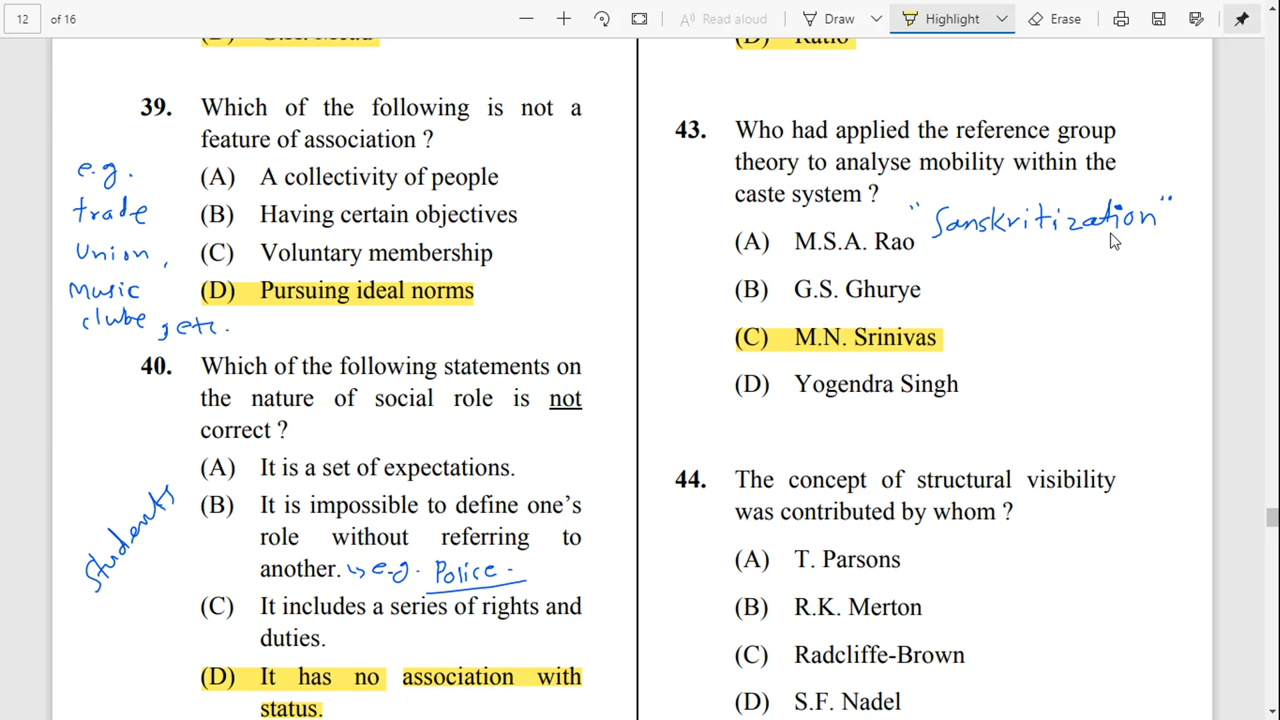 12 of 16
Read aloud
Draw
Highlight
Erase
(D) Ratio
39. Which of the following is not a
feature of association ?
(A) A collectivity of people
(B) Having certain objectives
(C) Voluntary membership
(D) Pursuing ideal norms
e.g.
trade
Union,
Music
clube, etc.
40. Which of the following statements on
the nature of social role is not
correct ?
(A) It is a set of expectations.
(B) It is impossible to define one's
role without referring to
another. ↳ e.g. Police.
(C) It includes a series of rights and
duties.
(D) It has no association with
status.
Students
43. Who had applied the reference group
theory to analyse mobility within the
caste system ?
"Sanskritization"
(A) M.S.A. Rao
(B) G.S. Ghurye
(C) M.N. Srinivas
(D) Yogendra Singh
44. The concept of structural visibility
was contributed by whom ?
(A) T. Parsons
(B) R.K. Merton
(C) Radcliffe-Brown
(D) S.F. Nadel